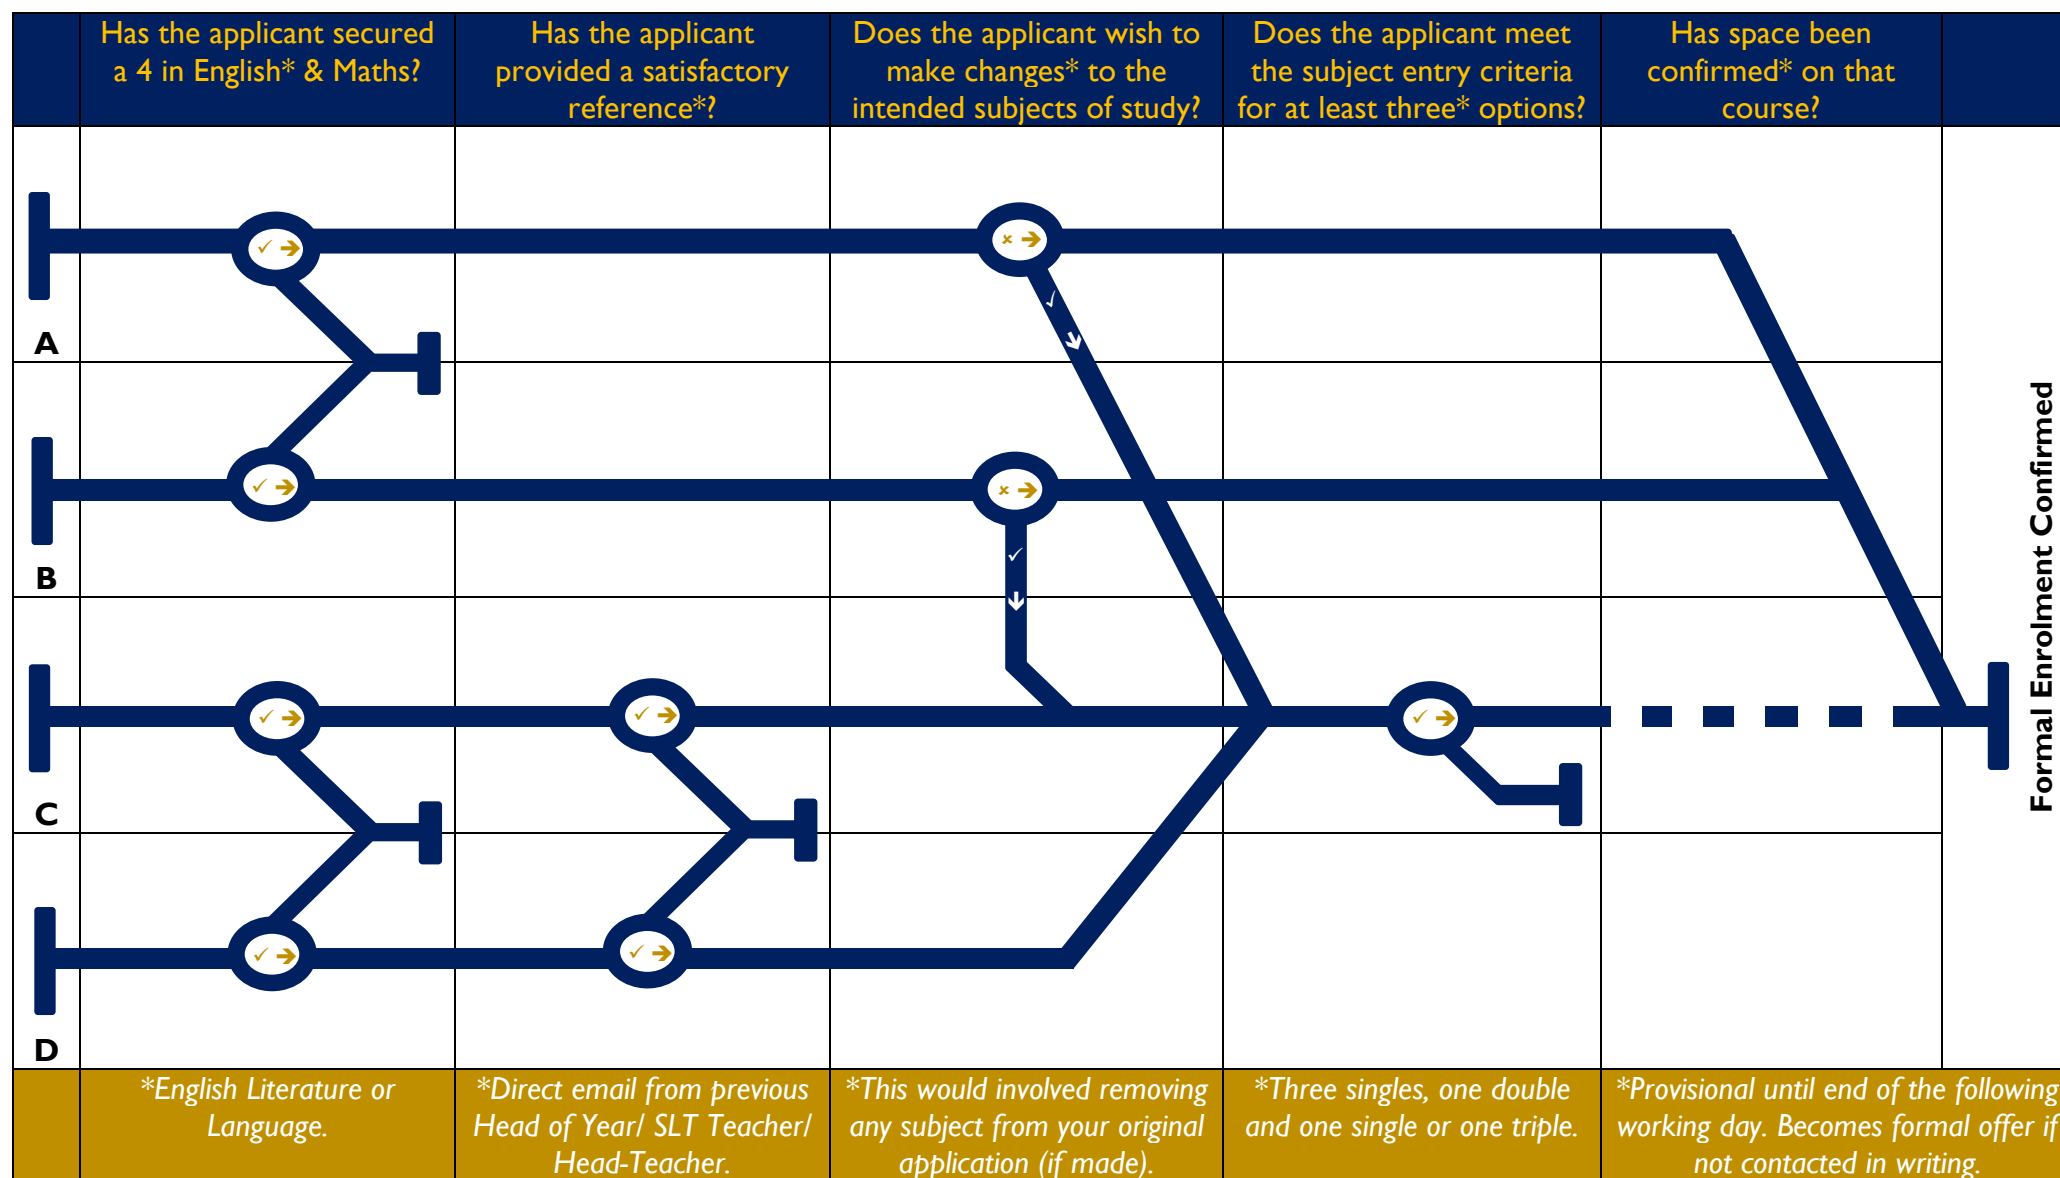 Has the applicant secured
a 4 in English* & Maths?
Has the applicant
provided a satisfactory
reference*?
Does the applicant wish to
make changes* to the
intended subjects of study?
Does the applicant meet
the subject entry criteria
for at least three* options?
Has space been
confirmed* on that
course?
✓ →
× →
✓
→
A
✓ →
× →
✓
→
B
✓ →
✓ →
✓ →
C
✓ →
✓ →
D
Formal Enrolment Confirmed
*English Literature or
Language.
*Direct email from previous
Head of Year/ SLT Teacher/
Head-Teacher.
*This would involved removing
any subject from your original
application (if made).
*Three singles, one double
and one single or one triple.
*Provisional until end of the following
working day. Becomes formal offer if
not contacted in writing.